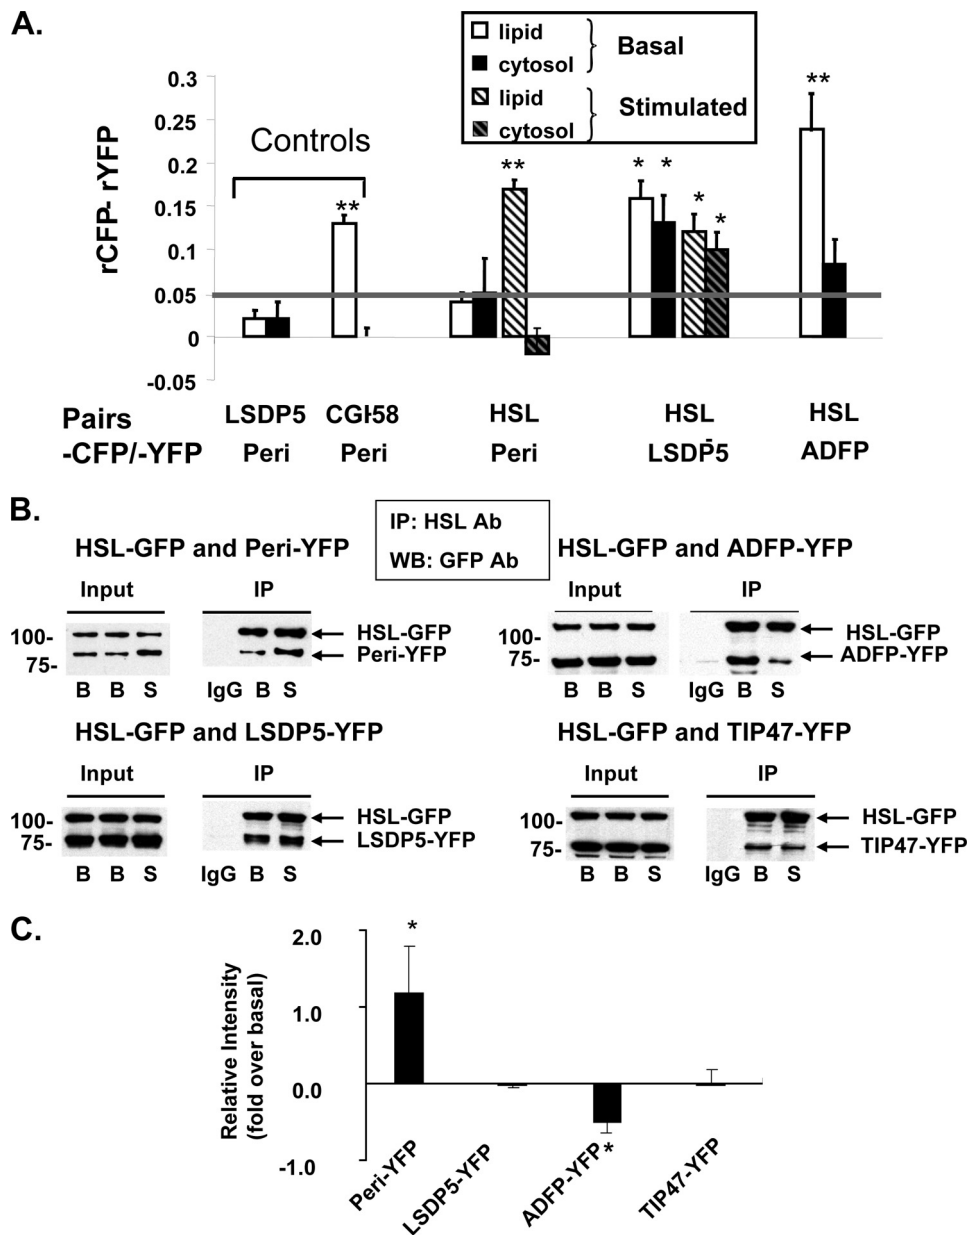 A.
lipid
cytosol
Basal
lipid
cytosol
Stimulated
rCFP- rYFP
0.3
0.25
0.2
0.15
0.1
0.05
0
-0.05
Controls
**
**
* *
*
*
**
Pairs
-CFP/-YFP
LSDP5
Peri
CGI-58
Peri
HSL
Peri
HSL
LSDP-5
HSL
ADFP
B.
IP: HSL Ab
WB: GFP Ab
HSL-GFP and Peri-YFP
Input IP
100-
75-
HSL-GFP
Peri-YFP
B B S IgG B S
HSL-GFP and ADFP-YFP
Input IP
100-
75-
HSL-GFP
ADFP-YFP
B B S IgG B S
HSL-GFP and LSDP5-YFP
Input IP
100-
75-
HSL-GFP
LSDP5-YFP
B B S IgG B S
HSL-GFP and TIP47-YFP
Input IP
100-
75-
HSL-GFP
TIP47-YFP
B B S IgG B S
C.
Relative Intensity
(fold over basal)
2.0
1.0
0.0
-1.0
*
Peri-YFP
LSDP5-YFP
ADFP-YFP*
TIP47-YFP